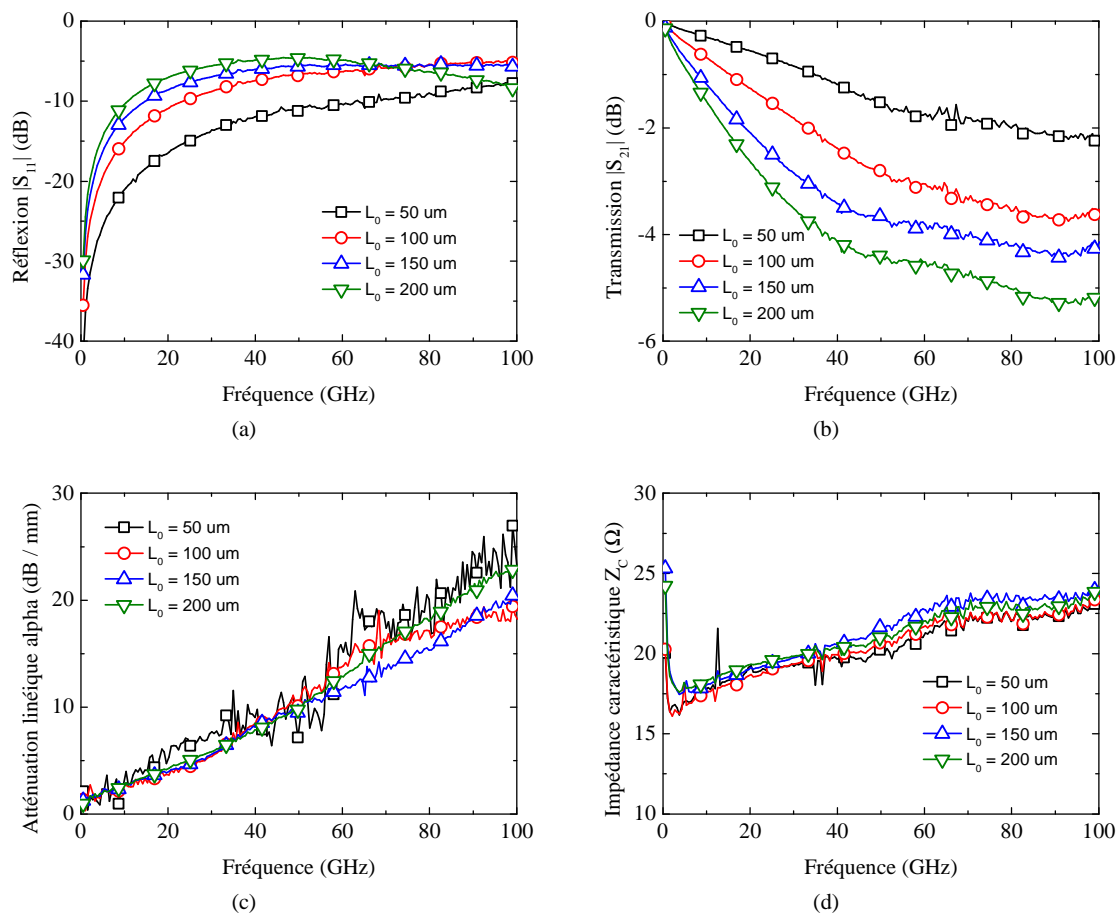 0
-10
-20
-30
-40
Réflexion |S11| (dB)
L0 = 50 um
L0 = 100 um
L0 = 150 um
L0 = 200 um
0 20 40 60 80 100
Fréquence (GHz)
(a)
0
-2
-4
-6
Transmission |S21| (dB)
L0 = 50 um
L0 = 100 um
L0 = 150 um
L0 = 200 um
0 20 40 60 80 100
Fréquence (GHz)
(b)
30
20
10
0
Atténuation linéique alpha (dB / mm)
L0 = 50 um
L0 = 100 um
L0 = 150 um
L0 = 200 um
0 20 40 60 80 100
Fréquence (GHz)
(c)
30
25
20
15
10
Impédance caractéristique ZC (Ω)
L0 = 50 um
L0 = 100 um
L0 = 150 um
L0 = 200 um
0 20 40 60 80 100
Fréquence (GHz)
(d)